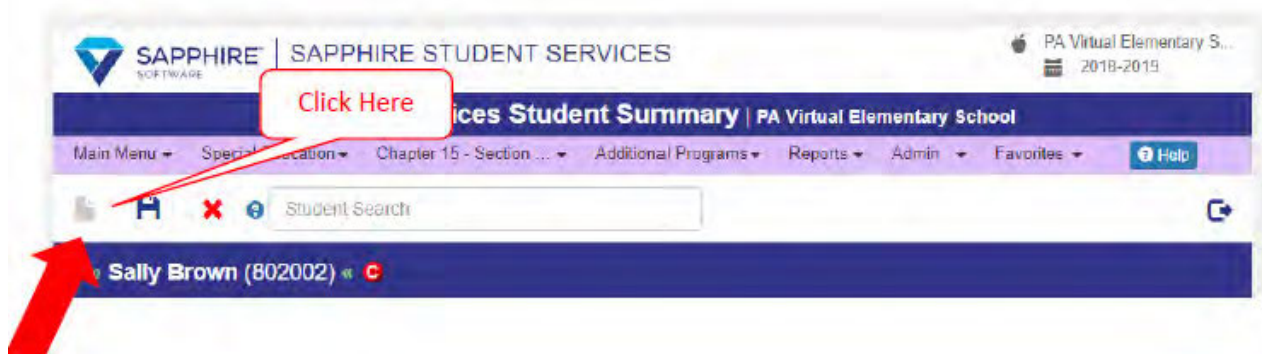 SAPPHIRE™ SAPPHIRE STUDENT SERVICES
SOFTWARE
PA Virtual Elementary S...
2018-2019
Click Here
ices Student Summary | PA Virtual Elementary School
Main Menu Special Education Chapter 15 - Section ... Additional Programs Reports Admin Favorites ? Help
Student Search
Sally Brown (802002) « C